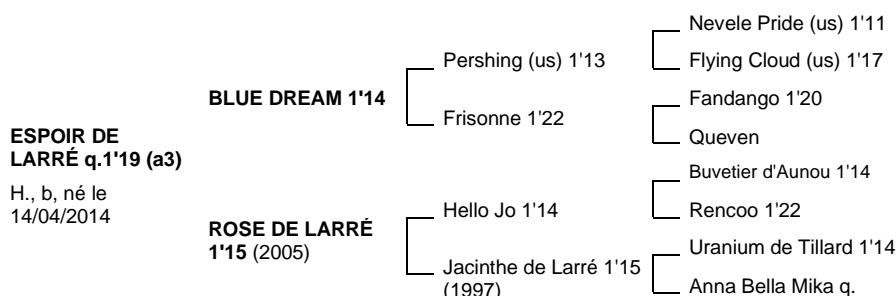 ESPOIR DE
LARRÉ q.1'19 (a3)
H., b, né le
14/04/2014
BLUE DREAM 1'14
ROSE DE LARRÉ
1'15 (2005)
Pershing (us) 1'13
Frisonne 1'22
Hello Jo 1'14
Jacinthe de Larré 1'15
(1997)
Nevele Pride (us) 1'11
Flying Cloud (us) 1'17
Fandango 1'20
Queven
Buvetier d'Aunou 1'14
Rencoo 1'22
Uranium de Tillard 1'14
Anna Bella Mika q.